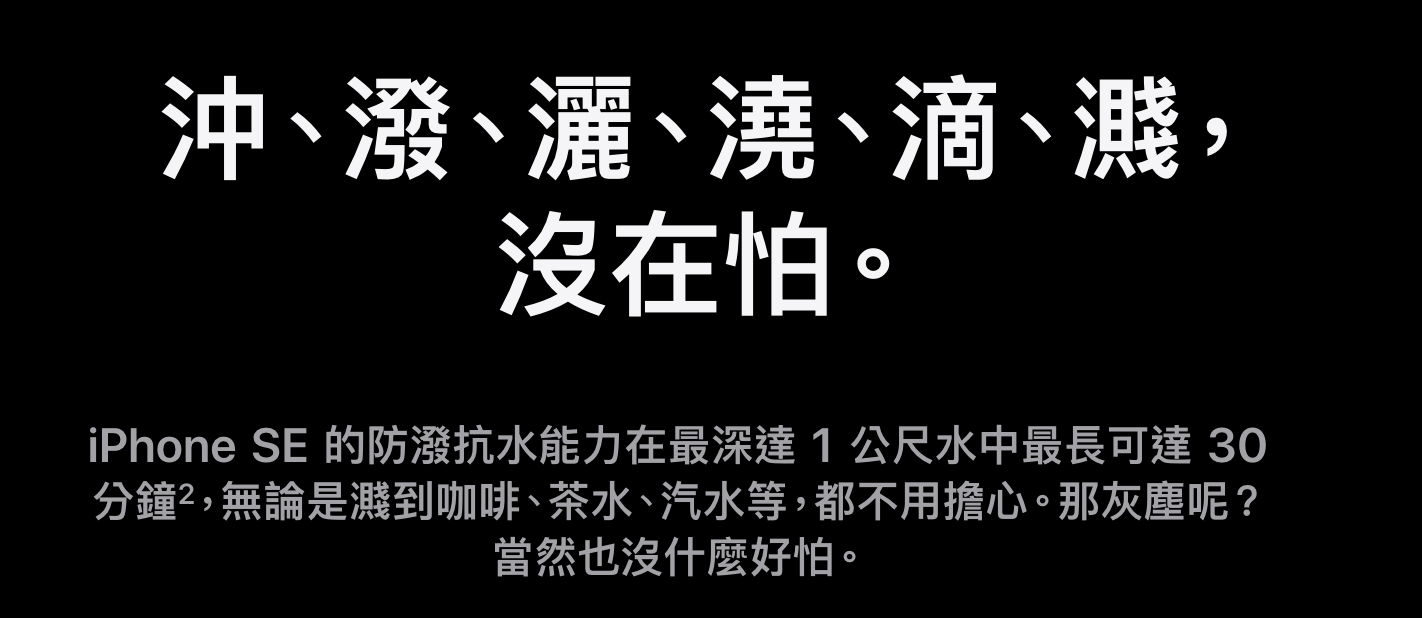 沖、潑、灑、澆、滴、濺，
沒在怕。
iPhone SE 的防潑抗水能力在最深達 1 公尺水中最長可達 30
分鐘²，無論是濺到咖啡、茶水、汽水等，都不用擔心。那灰塵呢？
當然也沒什麼好怕。